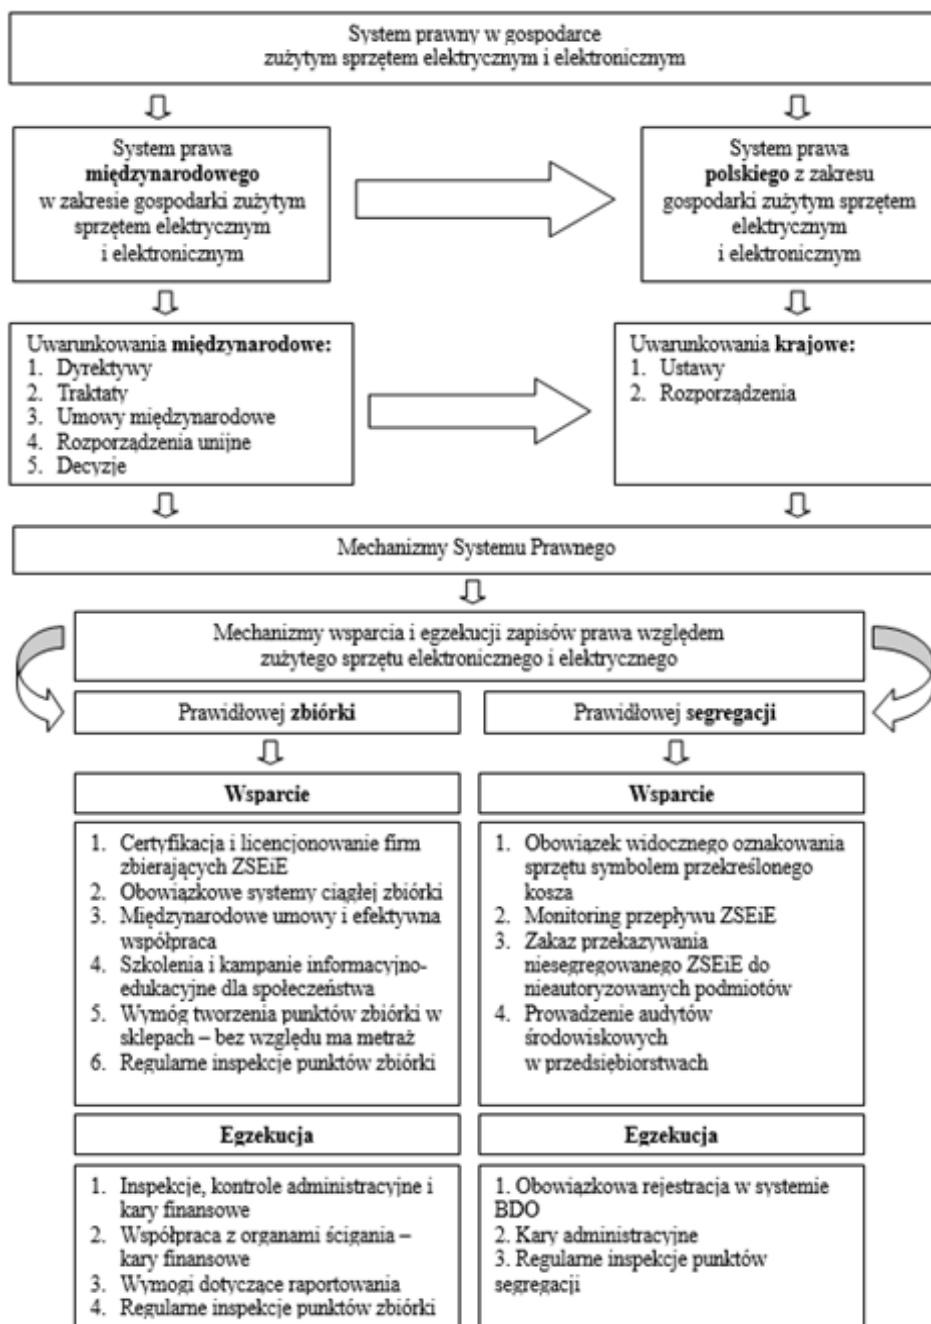 System prawny w gospodarce
zużytym sprzętem elektrycznym i elektronicznym
System prawa
międzynarodowego
w zakresie gospodarki zużytym
sprzętem elektrycznym
i elektronicznym
System prawa
polskiego z zakresu
gospodarki zużytym sprzętem
elektrycznym
i elektronicznym
Uwarunkowania międzynarodowe:
1. Dyrektywy
2. Traktaty
3. Umowy międzynarodowe
4. Rozporządzenia unijne
5. Decyzje
Uwarunkowania krajowe:
1. Ustawy
2. Rozporządzenia
Mechanizmy Systemu Prawnego
Mechanizmy wsparcia i egzekucji zapisów prawa względem
zużytego sprzętu elektronicznego i elektrycznego
Prawidłowej zbiórki
Prawidłowej segregacji
Wsparcie
1. Certyfikacja i licencjonowanie firm
zbierających ZSEiE
2. Obowiązkowe systemy ciągłej zbiórki
3. Międzynarodowe umowy i efektywna
współpraca
4. Szkolenia i kampanie informacyjno-
edukacyjne dla społeczeństwa
5. Wymóg tworzenia punktów zbiórki w
sklepach – bez względu ma metraż
6. Regularne inspekcje punktów zbiórki
Wsparcie
1. Obowiązek widocznego oznakowania
sprzętu symbolem przekreślonego
kosza
2. Monitoring przepływu ZSEiE
3. Zakaz przekazywania
niesegregowanego ZSEiE do
nieautoryzowanych podmiotów
4. Prowadzenie audytów
środowiskowych
w przedsiębiorstwach
Egzekucja
1. Inspekcje, kontrole administracyjne i
kary finansowe
2. Współpraca z organami ścigania –
kary finansowe
3. Wymogi dotyczące raportowania
4. Regularne inspekcje punktów zbiórki
Egzekucja
1. Obowiązkowa rejestracja w systemie
BDO
2. Kary administracyjne
3. Regularne inspekcje punktów
segregacji